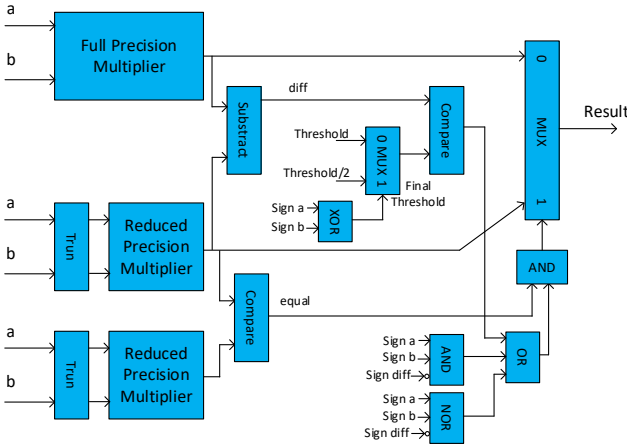 a
b
Full Precision
Multiplier
0
MUX
1
Result
Substract
diff
Compare
Threshold
Threshold/2
0 MUX 1
Final
Threshold
Sign a
Sign b
XOR
a
b
Trun
Reduced
Precision
Multiplier
AND
Compare
equal
a
b
Trun
Reduced
Precision
Multiplier
Sign a
Sign b
Sign diff
AND
OR
Sign a
Sign b
Sign diff
NOR